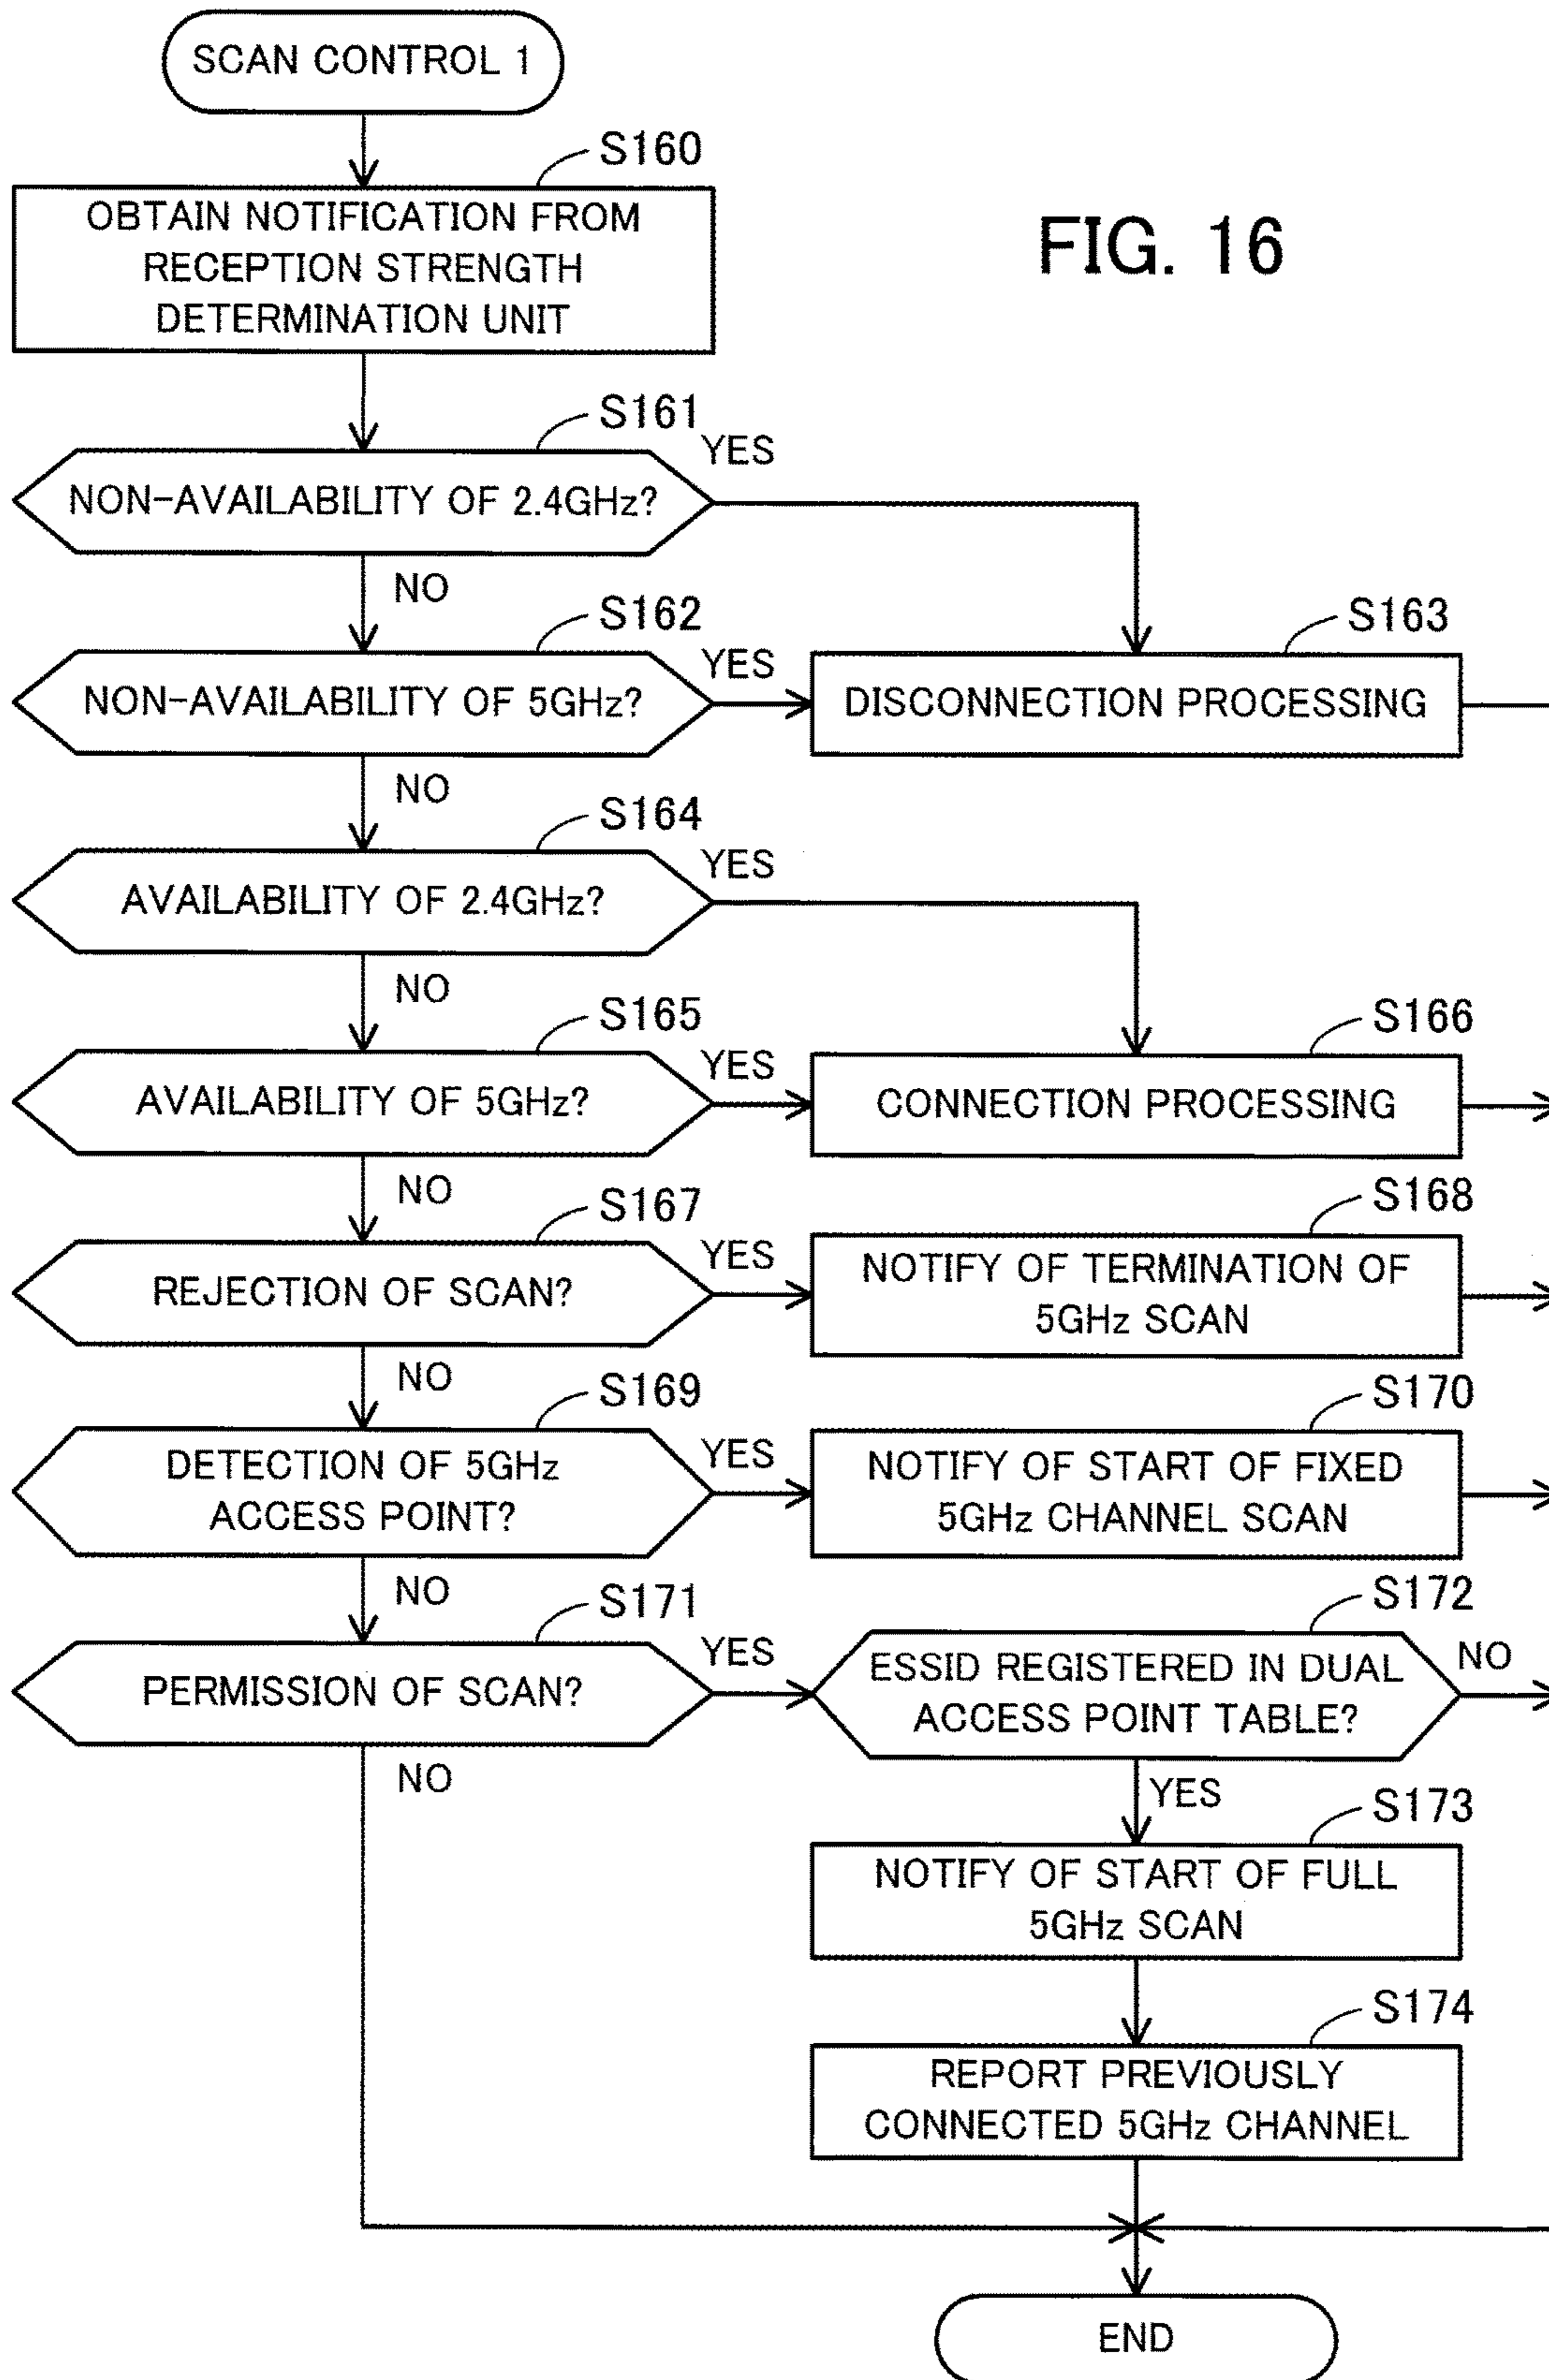 SCAN CONTROL 1
S160
OBTAIN NOTIFICATION FROM
RECEPTION STRENGTH
DETERMINATION UNIT
FIG. 16
S161
YES
NON-AVAILABILITY OF 2.4GHz?
NO
S162
YES
NON-AVAILABILITY OF 5GHz?
S163
DISCONNECTION PROCESSING
NO
S164
YES
AVAILABILITY OF 2.4GHz?
NO
S165
YES
AVAILABILITY OF 5GHz?
S166
CONNECTION PROCESSING
NO
S167
YES
REJECTION OF SCAN?
S168
NOTIFY OF TERMINATION OF
5GHz SCAN
NO
S169
YES
DETECTION OF 5GHz
ACCESS POINT?
S170
NOTIFY OF START OF FIXED
5GHz CHANNEL SCAN
NO
S171
YES
PERMISSION OF SCAN?
NO
S172
ESSID REGISTERED IN DUAL
ACCESS POINT TABLE?
NO
YES
S173
NOTIFY OF START OF FULL
5GHz SCAN
S174
REPORT PREVIOUSLY
CONNECTED 5GHz CHANNEL
END